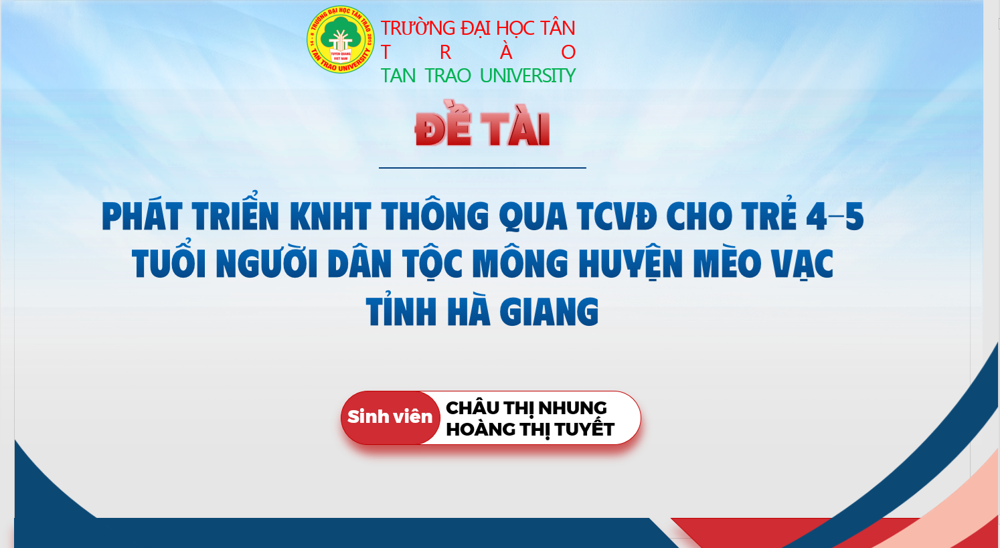 TRƯỜNG ĐẠI HỌC TÂN TRÀO 2013
14 - 8
TAN TRAO UNIVERSITY
TUYEN QUANG
VIỆT NAM
TRƯỜNG ĐẠI HỌC TÂN
TRÀO
TAN TRAO UNIVERSITY
ĐỀ TÀI
PHÁT TRIỂN KNHT THÔNG QUA TCVĐ CHO TRẺ 4–5
TUỔI NGƯỜI DÂN TỘC MÔNG HUYỆN MÈO VẠC
TỈNH HÀ GIANG
Sinh viên
CHÂU THỊ NHUNG
HOÀNG THỊ TUYẾT